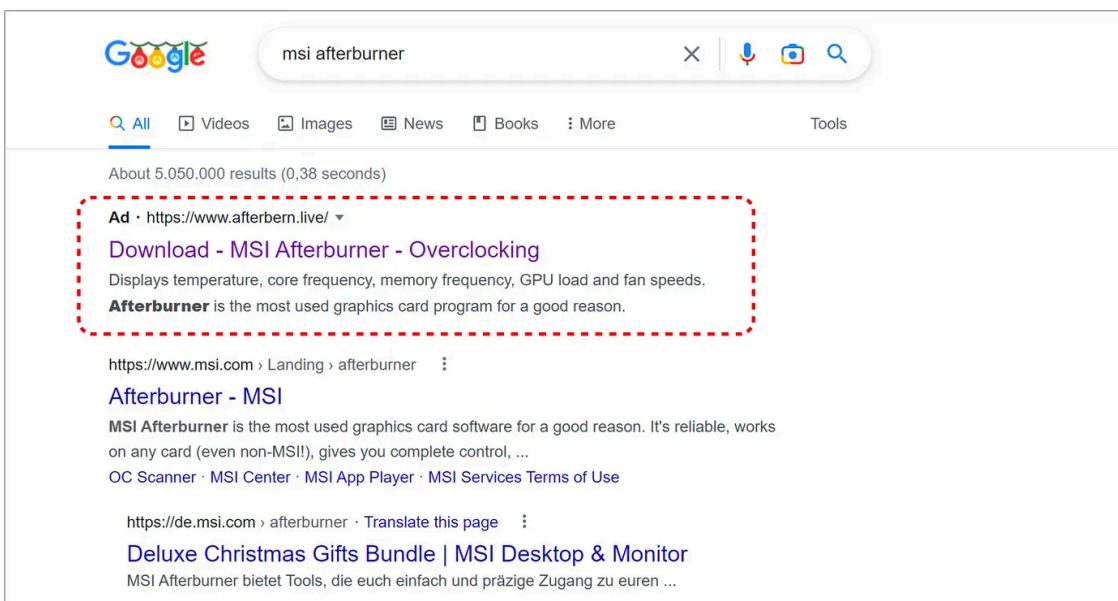 Google
msi afterburner
All Videos Images News Books More Tools
About 5.050.000 results (0,38 seconds)
Ad · https://www.afterbern.live/
Download - MSI Afterburner - Overclocking
Displays temperature, core frequency, memory frequency, GPU load and fan speeds.
Afterburner is the most used graphics card program for a good reason.
https://www.msi.com › Landing › afterburner
Afterburner - MSI
MSI Afterburner is the most used graphics card software for a good reason. It's reliable, works
on any card (even non-MSI!), gives you complete control, ...
OC Scanner · MSI Center · MSI App Player · MSI Services Terms of Use
https://de.msi.com › afterburner · Translate this page
Deluxe Christmas Gifts Bundle | MSI Desktop & Monitor
MSI Afterburner bietet Tools, die euch einfach und präzige Zugang zu euren ...